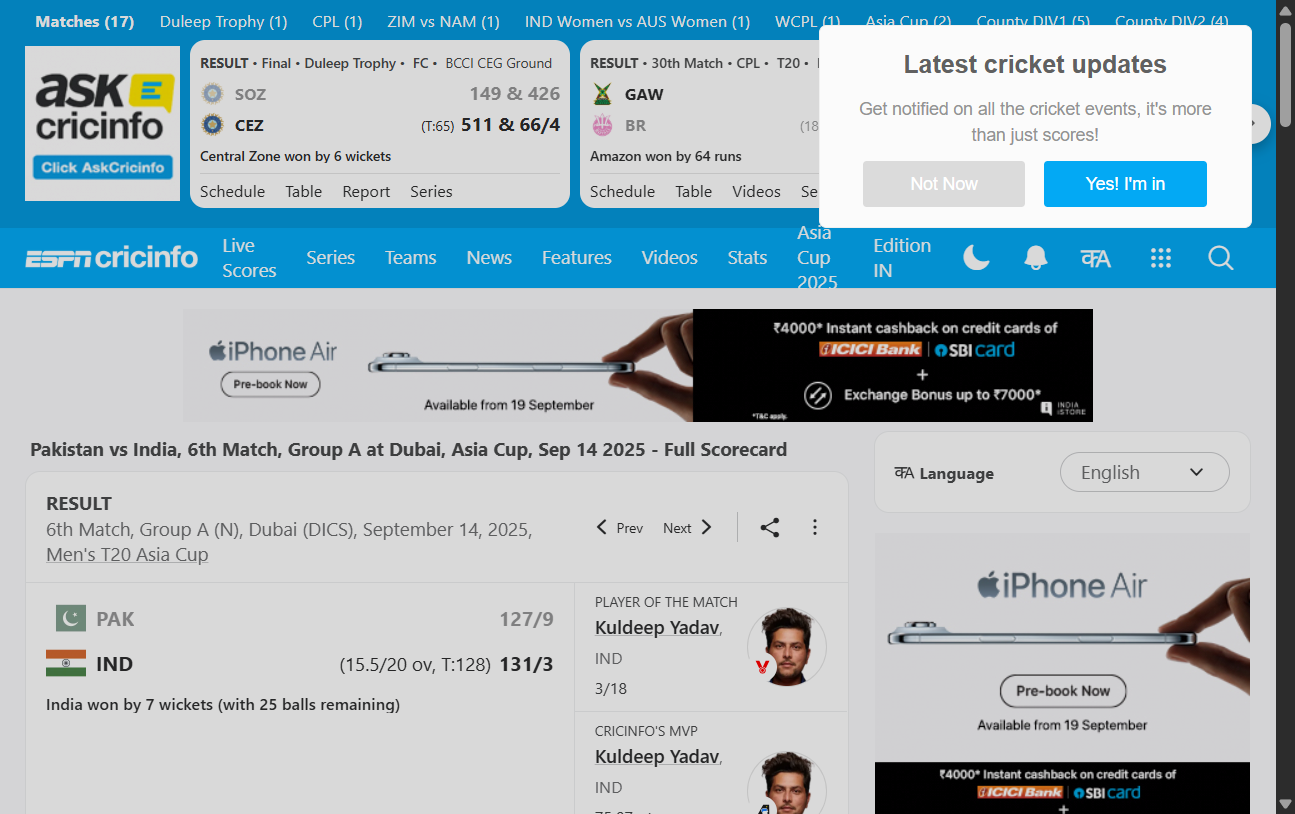 Matches (17)
Duleep Trophy (1)
CPL (1)
ZIM vs NAM (1)
IND Women vs AUS Women (1)
WCPL (1)
Asia Cup (2)
County DIV1 (5)
County DIV2 (4)
ask
cricinfo
Click AskCricinfo
RESULT • Final • Duleep Trophy • FC • BCCI CEG Ground
SOZ 149 & 426
CEZ (T:65) 511 & 66/4
Central Zone won by 6 wickets
Schedule Table Report Series
RESULT • 30th Match • CPL • T20 •
GAW
BR (18
Amazon won by 64 runs
Schedule Table Videos Se
Latest cricket updates
Get notified on all the cricket events, it's more
than just scores!
Not Now
Yes! I'm in
ESPN cricinfo
Live
Scores
Series
Teams
News
Features
Videos
Stats
Asia
Cup
2025
Edition
IN
कA
iPhone Air
Pre-book Now
Available from 19 September
₹4000* Instant cashback on credit cards of
ICICI Bank | SBI card
+
Exchange Bonus up to ₹7000*
*T&C apply.
INDIA
iSTORE
Pakistan vs India, 6th Match, Group A at Dubai, Asia Cup, Sep 14 2025 - Full Scorecard
कA Language
English
RESULT
6th Match, Group A (N), Dubai (DICS), September 14, 2025,
Men's T20 Asia Cup
Prev
Next
PAK 127/9
IND (15.5/20 ov, T:128) 131/3
India won by 7 wickets (with 25 balls remaining)
PLAYER OF THE MATCH
Kuldeep Yadav,
IND
3/18
CRICINFO'S MVP
Kuldeep Yadav,
IND
iPhone Air
Pre-book Now
Available from 19 September
₹4000* Instant cashback on credit cards of
ICICI Bank | SBI card
+